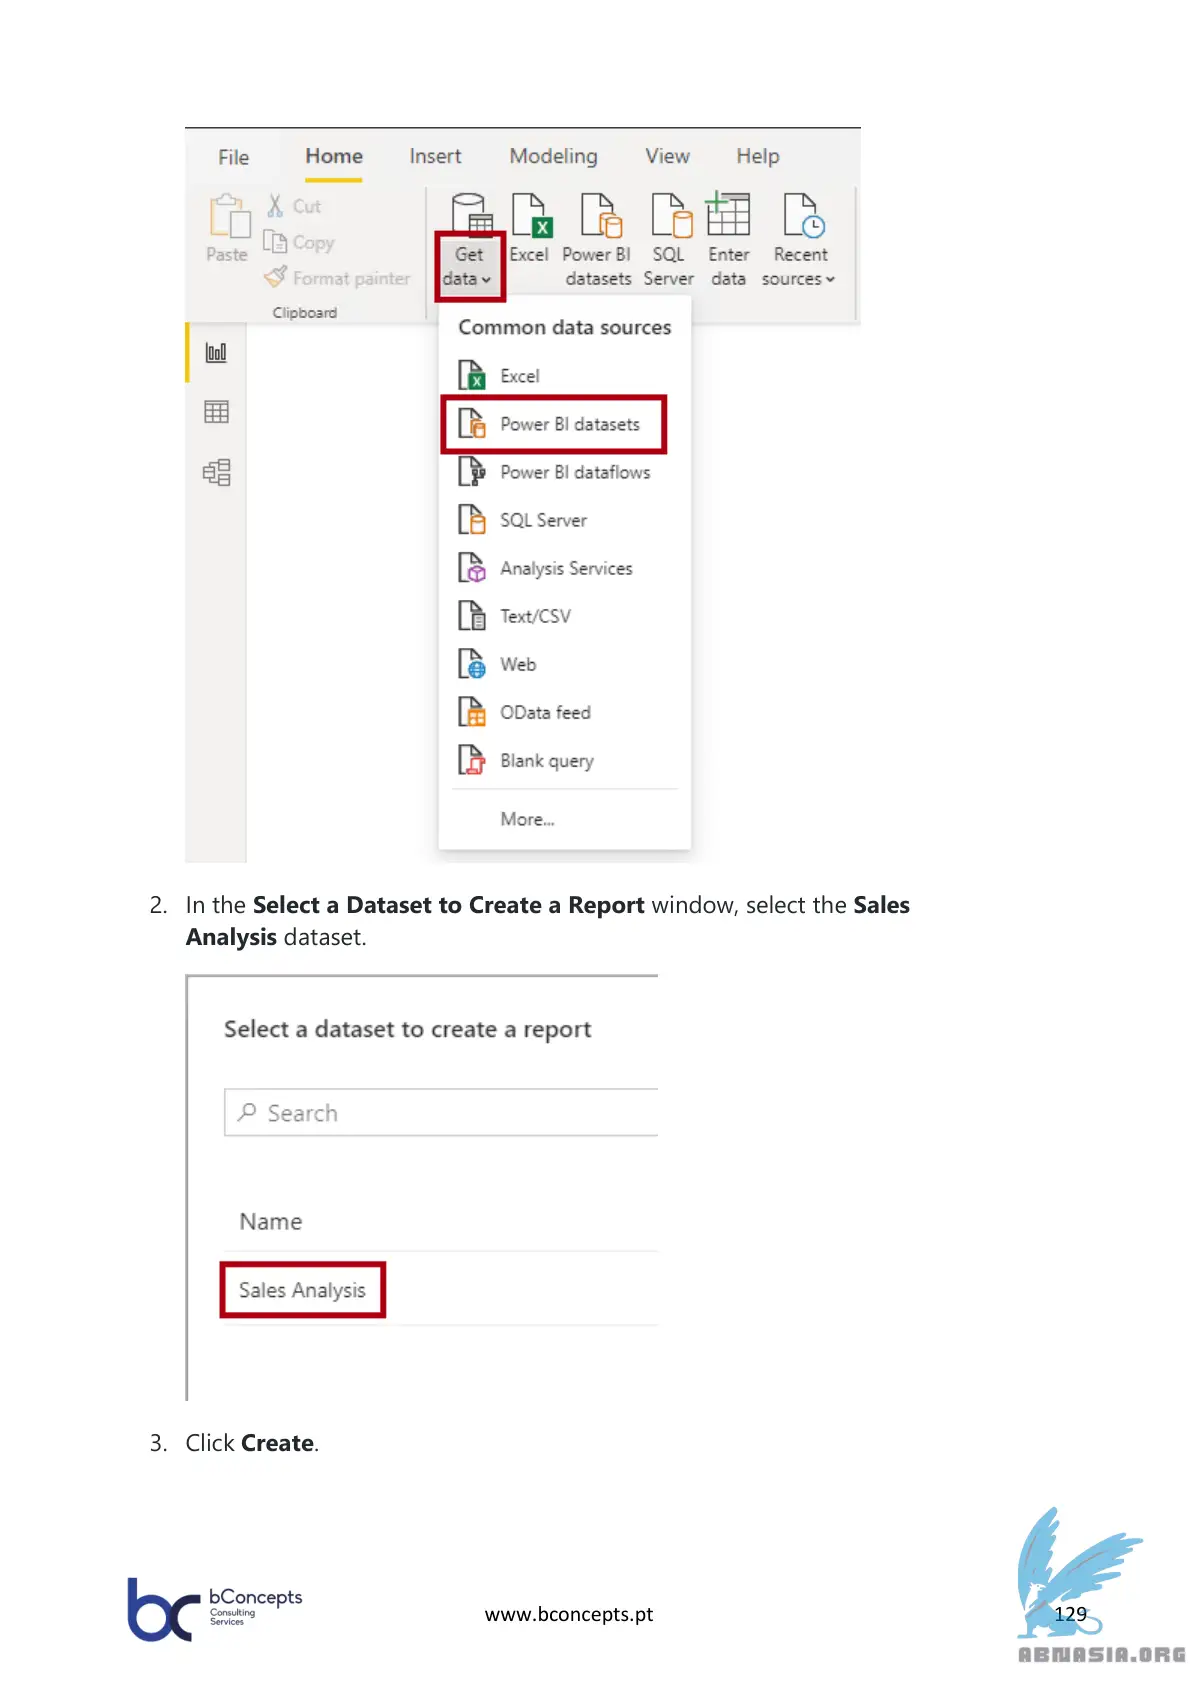 File Home Insert Modeling View Help
Cut
Copy
Format painter
Paste
Clipboard
Get data
Excel
Power BI datasets
SQL Server
Enter data
Recent sources
Common data sources
Excel
Power BI datasets
Power BI dataflows
SQL Server
Analysis Services
Text/CSV
Web
OData feed
Blank query
More...
2. In the Select a Dataset to Create a Report window, select the Sales
Analysis dataset.
Select a dataset to create a report
Search
Name
Sales Analysis
3. Click Create.
bc bConcepts
Consulting
Services
www.bconcepts.pt
129
ABNASIA.ORG